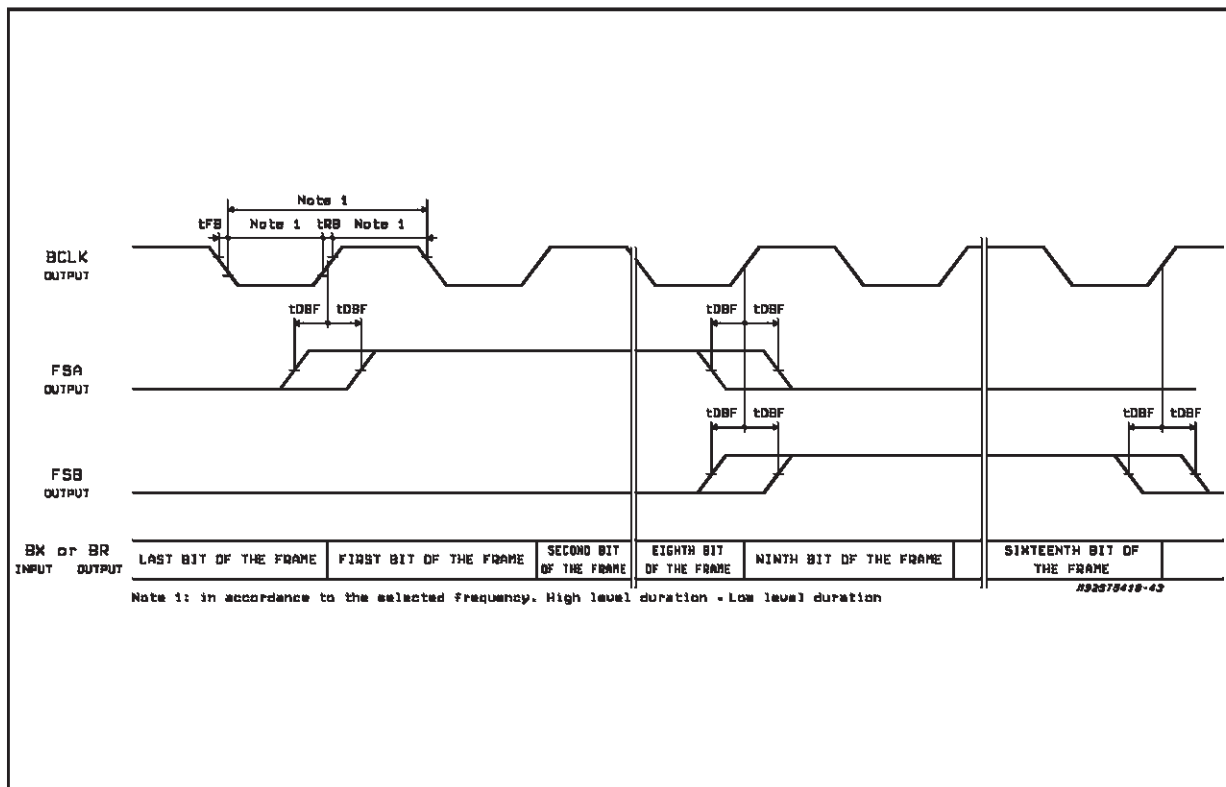 Note 1
tFB Note 1 tRB Note 1
BCLK
OUTPUT
tDBF tDBF tDBF tDBF
FSA
OUTPUT
tDBF tDBF tDBF tDBF
FSB
OUTPUT
BX or BR
INPUT OUTPUT
LAST BIT OF THE FRAME
FIRST BIT OF THE FRAME
SECOND BIT
OF THE FRAME
EIGHTH BIT
OF THE FRAME
NINTH BIT OF THE FRAME
SIXTEENTH BIT OF
THE FRAME
Note 1: in accordance to the selected frequency. High level duration - Low level duration